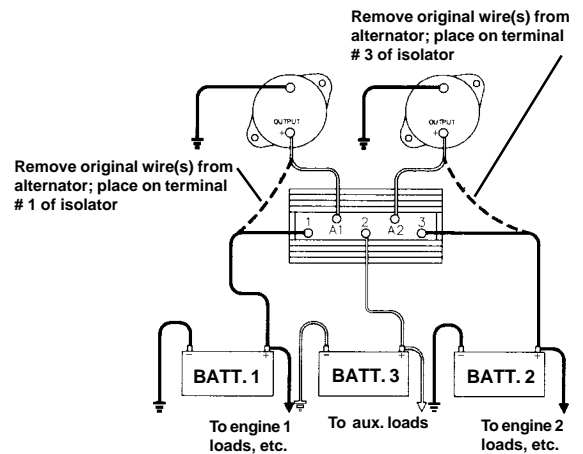 Remove original wire(s) from
alternator; place on terminal
# 3 of isolator
OUTPUT
+
OUTPUT
+
Remove original wire(s) from
alternator; place on terminal
# 1 of isolator
1 A1 2 A2 3
- +
BATT. 1
- +
BATT. 3
- +
BATT. 2
To engine 1
loads, etc.
To aux. loads
To engine 2
loads, etc.